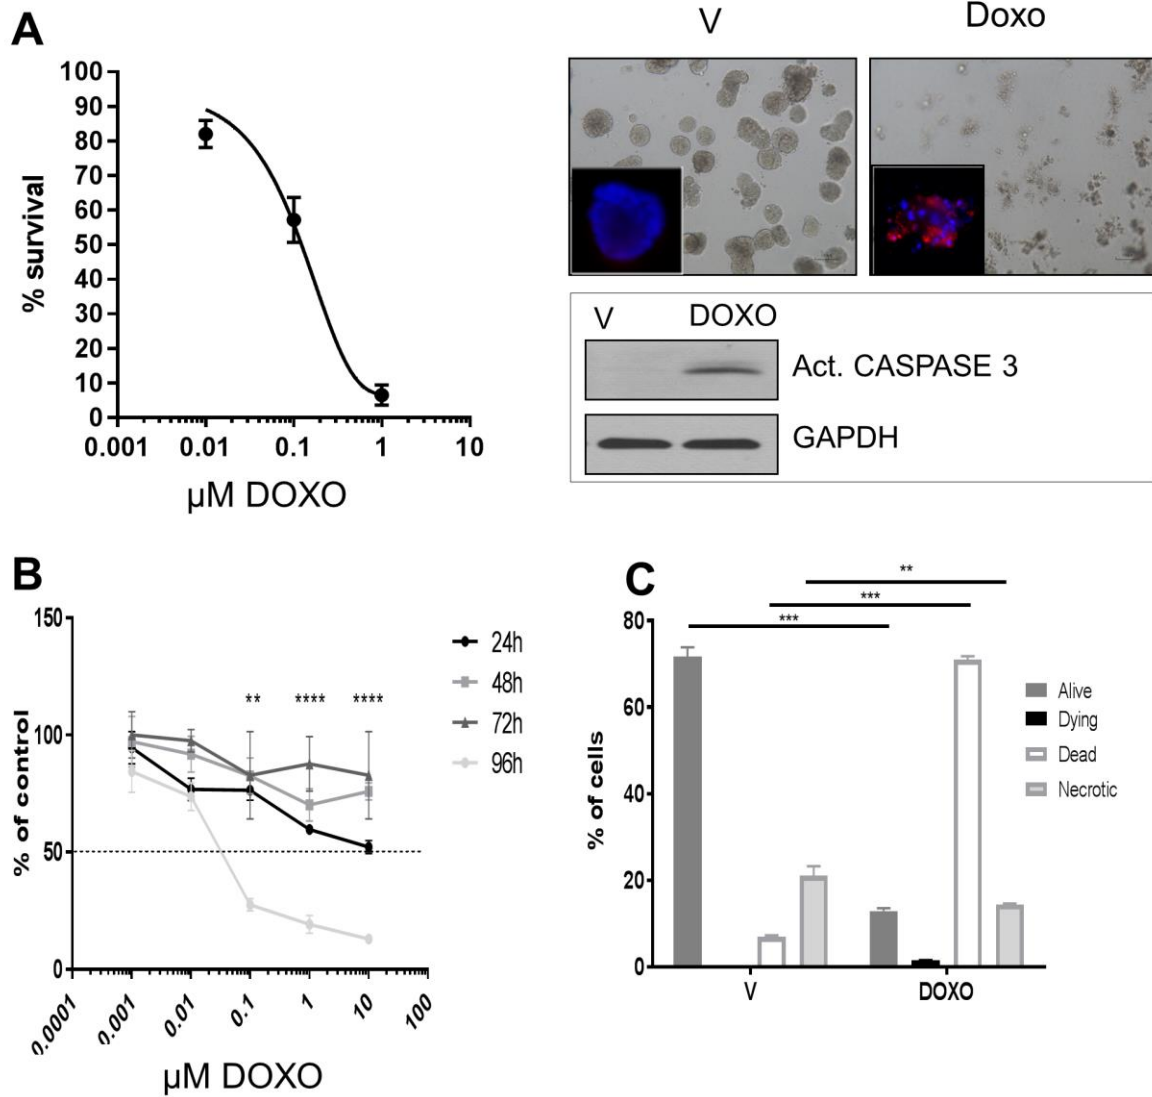 A
% survival
100
90
80
70
60
50
40
30
20
10
0
0.001 0.01 0.1 1 10
µM DOXO
V Doxo
V DOXO
Act. CASPASE 3
GAPDH
B
% of control
150
100
50
0
** **** ****
0.0001 0.001 0.01 0.1 1 10 100
µM DOXO
24h
48h
72h
96h
C
% of cells
**
***
***
80
60
40
20
0
V DOXO
Alive
Dying
Dead
Necrotic